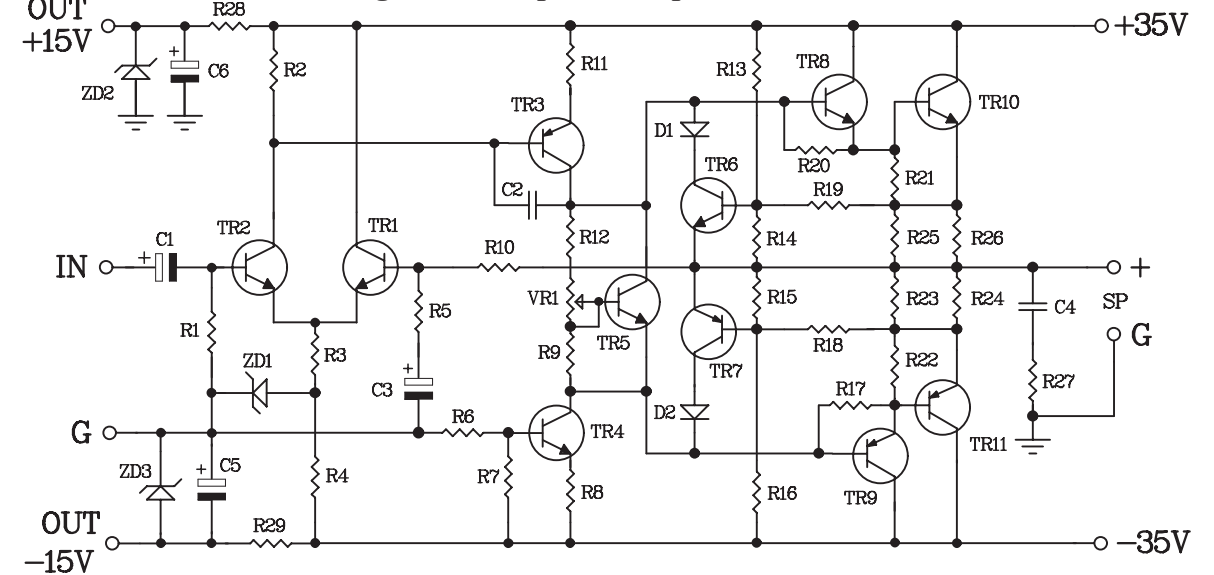 OUT
+15V
R28
+35V
ZD2
+
C6
R2
R11
R13
TR8
TR3
TR10
D1
R20
TR6
C2
R21
R19
TR2
TR1
R12
R14
R25
R26
C1
+
IN
R10
+
VR1
SP
R5
R15
R23
R24
C4
G
R1
TR5
R18
R3
ZD1
R9
TR7
R22
C3
+
R17
R27
D2
R6
G
TR4
TR11
ZD3
+
C5
R4
R7
R8
R16
TR9
OUT
-15V
R29
-35V